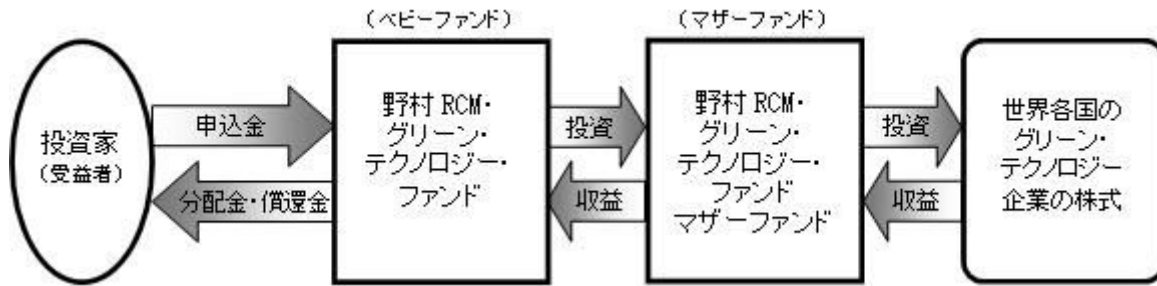 （ベビーファンド）
（マザーファンド）
投資家
（受益者）
申込金
分配金・償還金
野村 RCM・
グリーン・
テクノロジー・
ファンド
投資
収益
野村 RCM・
グリーン・
テクノロジー・
ファンド
マザーファンド
投資
収益
世界各国の
グリーン・
テクノロジー
企業の株式